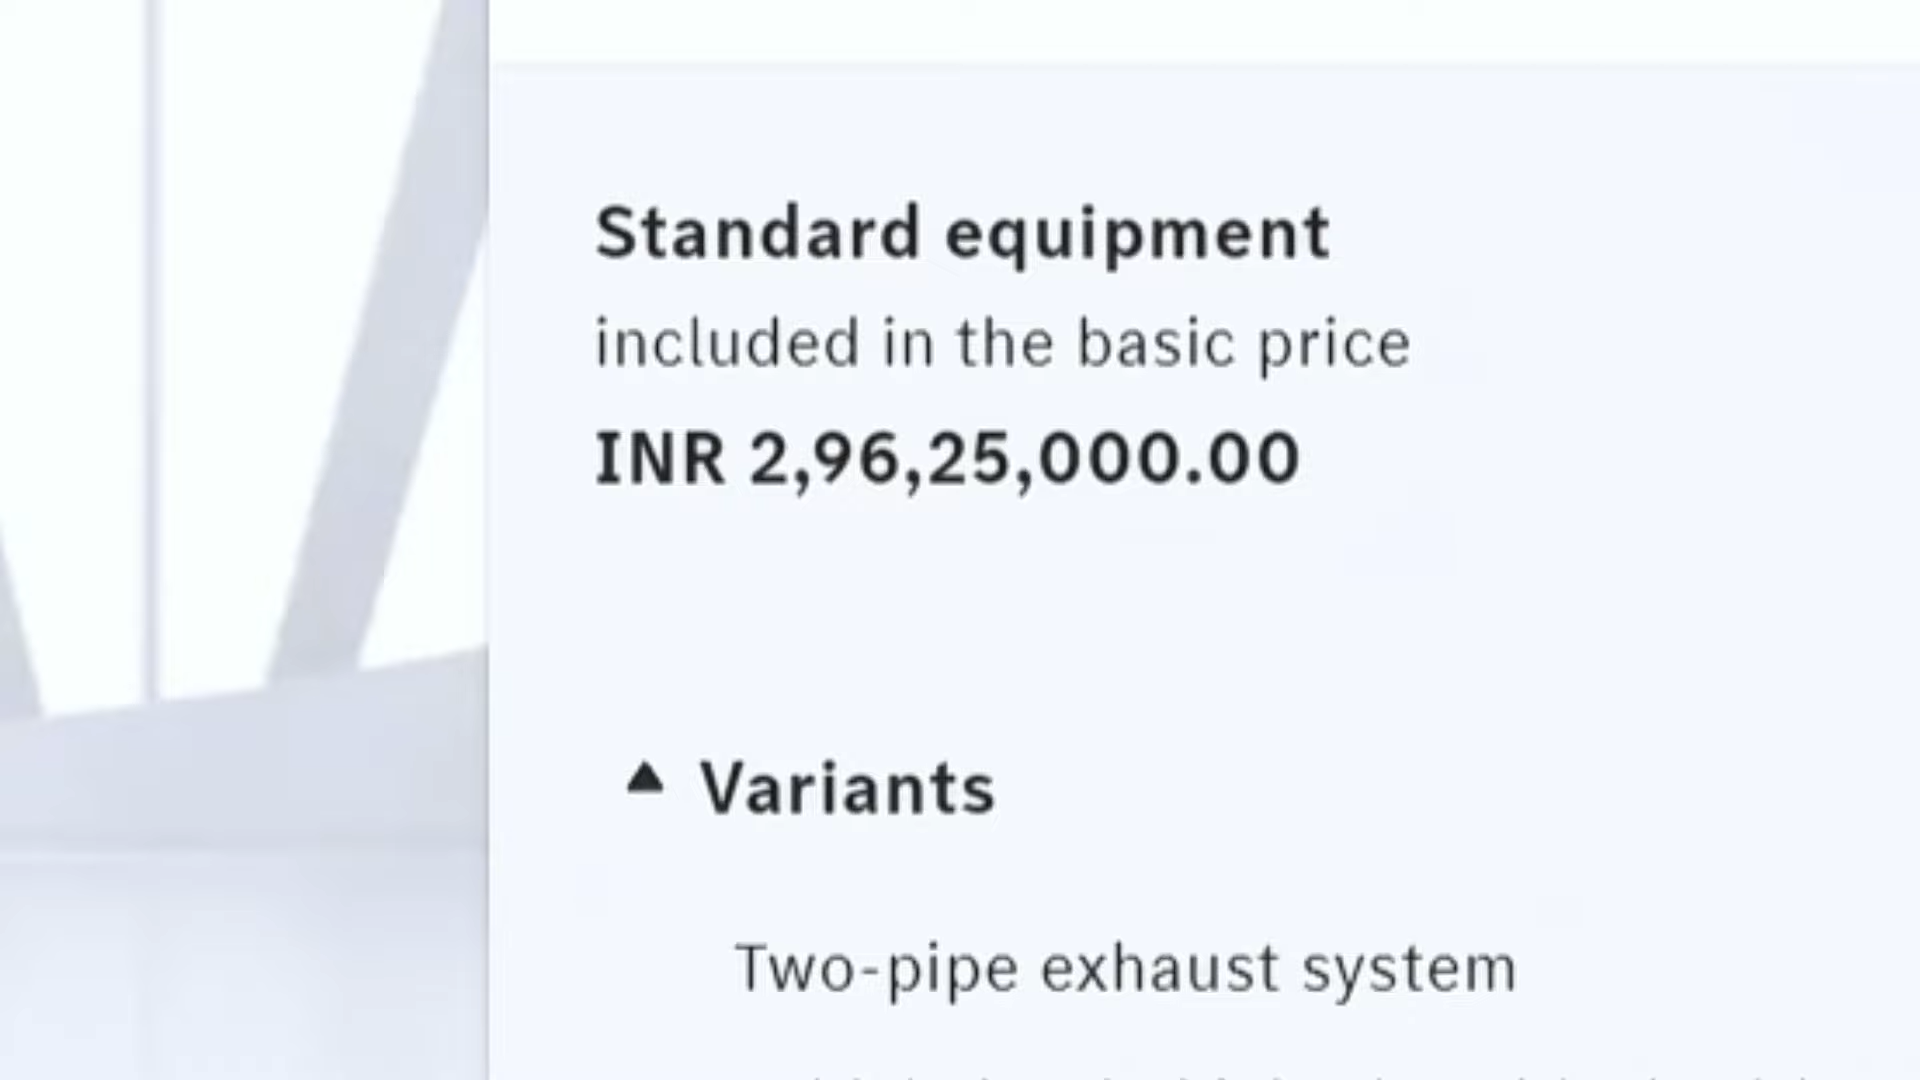 Standard equipment
included in the basic price
INR 2,96,25,000.00
▲ Variants
Two-pipe exhaust system